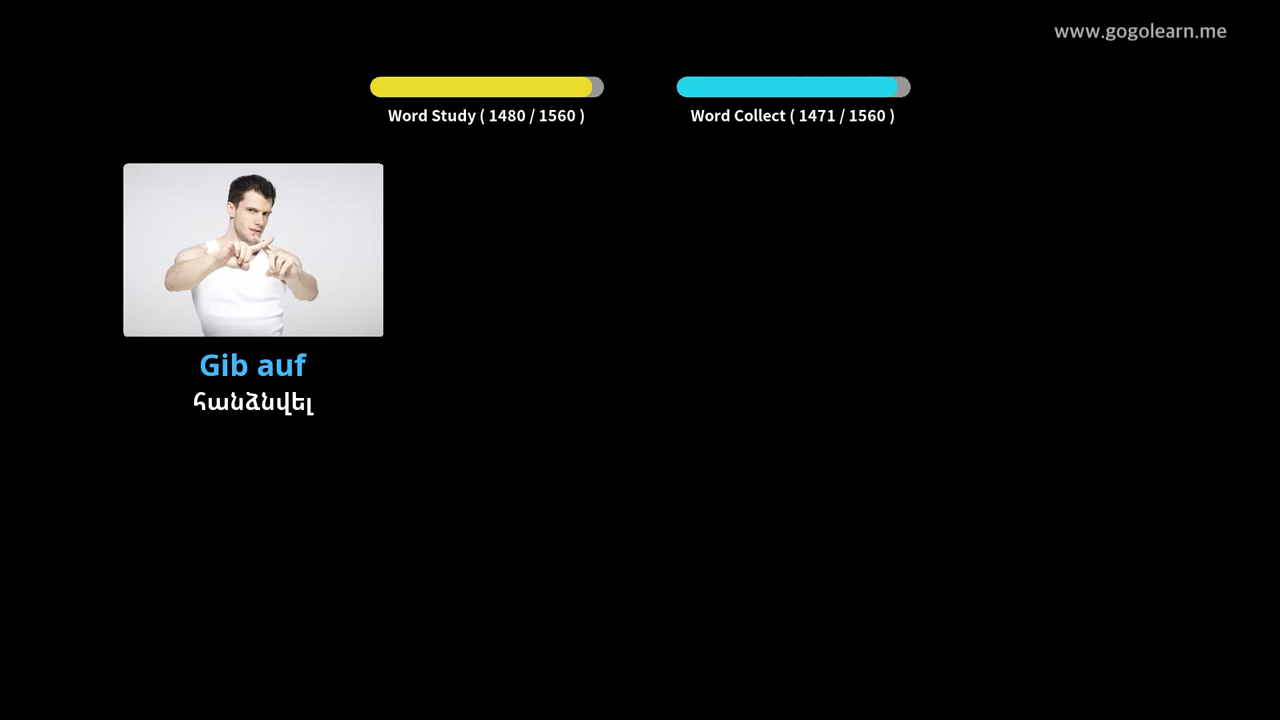 www.gogolearn.me
Word Study ( 1480 / 1560 )
Word Collect ( 1471 / 1560 )
Gib auf
հանձնվել